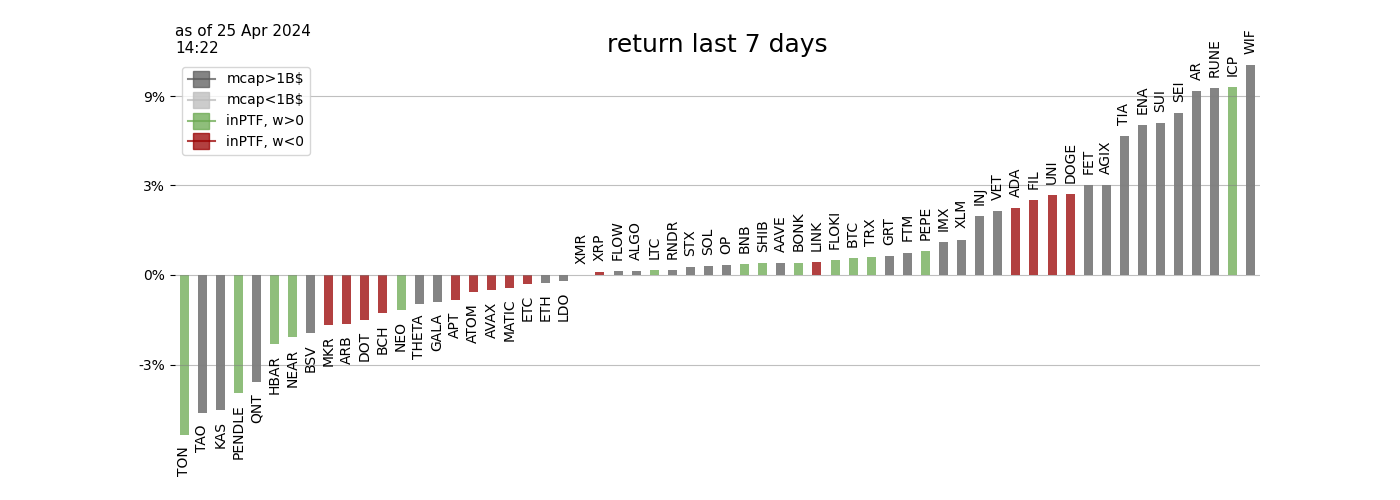 as of 25 Apr 2024
14:22
return last 7 days
mcap>1B$
mcap<1B$
inPTF, w>0
inPTF, w<0
9%
3%
0%
-3%
TON
TAO
KAS
PENDLE
QNT
HBAR
NEAR
BSV
MKR
ARB
DOT
BCH
NEO
THETA
GALA
APT
ATOM
AVAX
MATIC
ETC
ETH
LDO
XMR
XRP
FLOW
ALGO
LTC
RNDR
STX
SOL
OP
BNB
SHIB
AAVE
BONK
LINK
FLOKI
BTC
TRX
GRT
FTM
PEPE
IMX
XLM
INJ
VET
ADA
FIL
UNI
DOGE
FET
AGIX
TIA
ENA
SUI
SEI
AR
RUNE
ICP
WIF